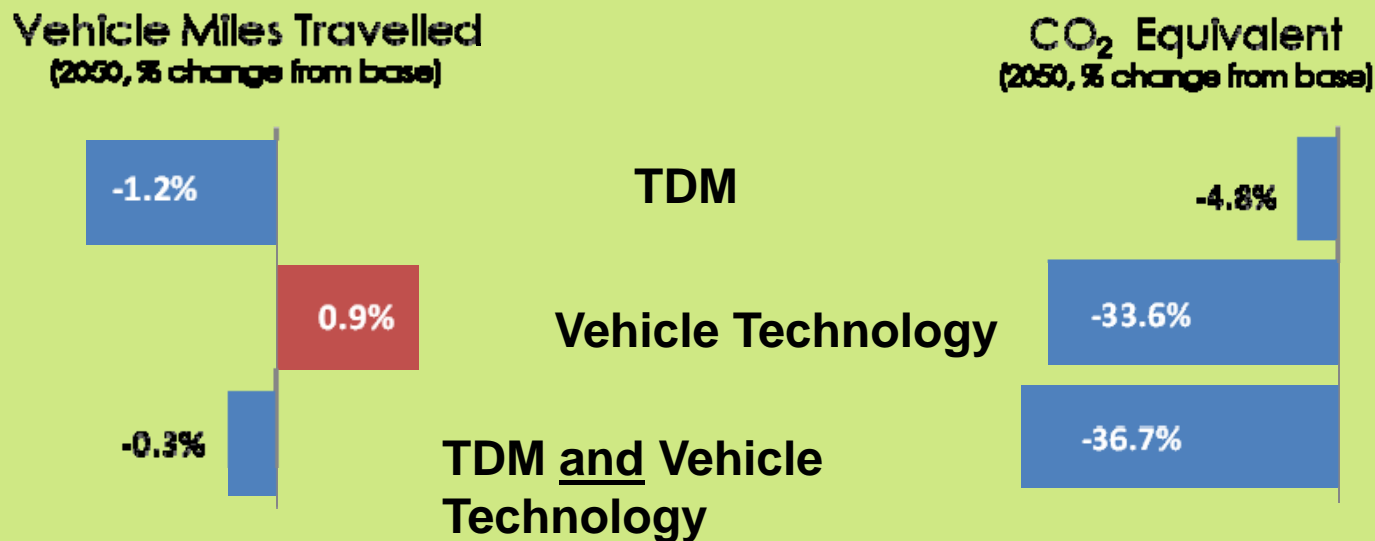 Vehicle Miles Travelled
(2050, % change from base)
CO₂ Equivalent
(2050, % change from base)
-1.2%
TDM
-4.8%
0.9%
Vehicle Technology
-33.6%
-0.3%
TDM and Vehicle
Technology
-36.7%